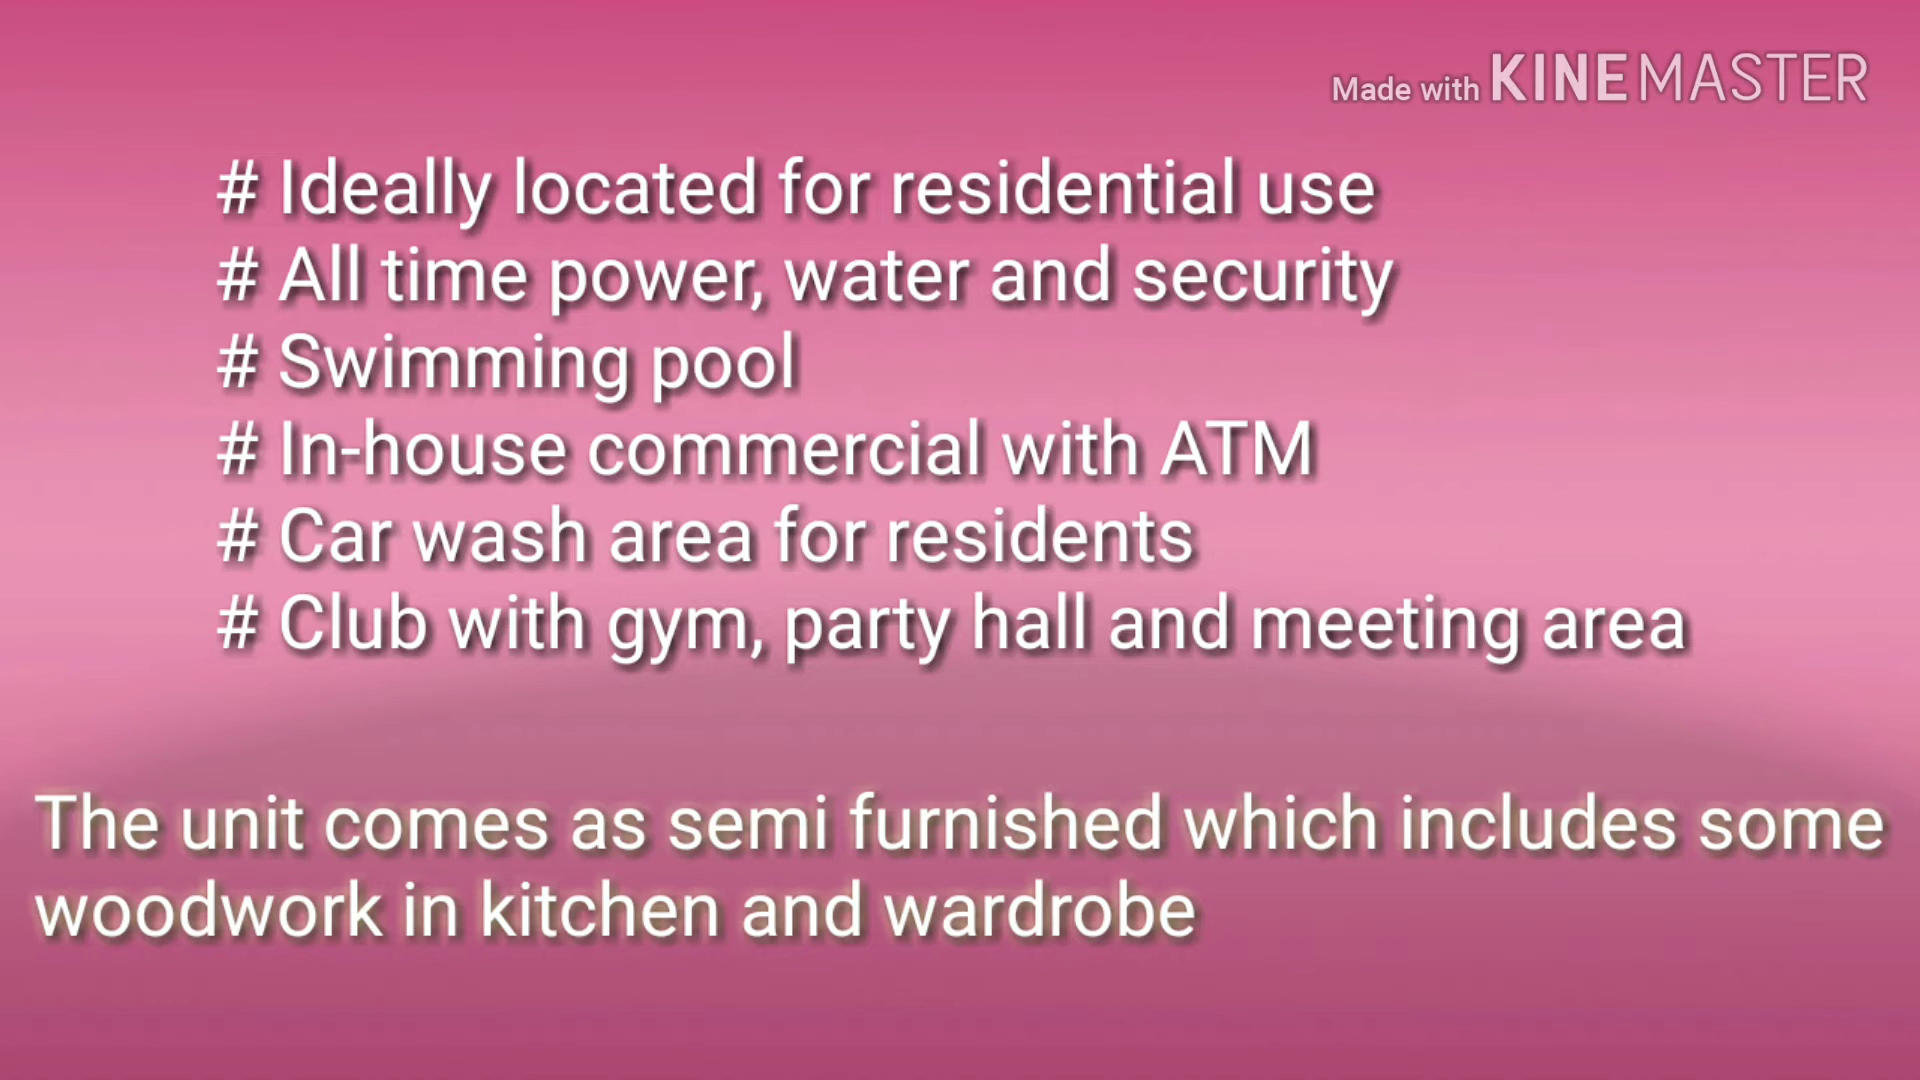 Made with KINEMASTER
# Ideally located for residential use
# All time power, water and security
# Swimming pool
# In-house commercial with ATM
# Car wash area for residents
# Club with gym, party hall and meeting area
The unit comes as semi furnished which includes some
woodwork in kitchen and wardrobe